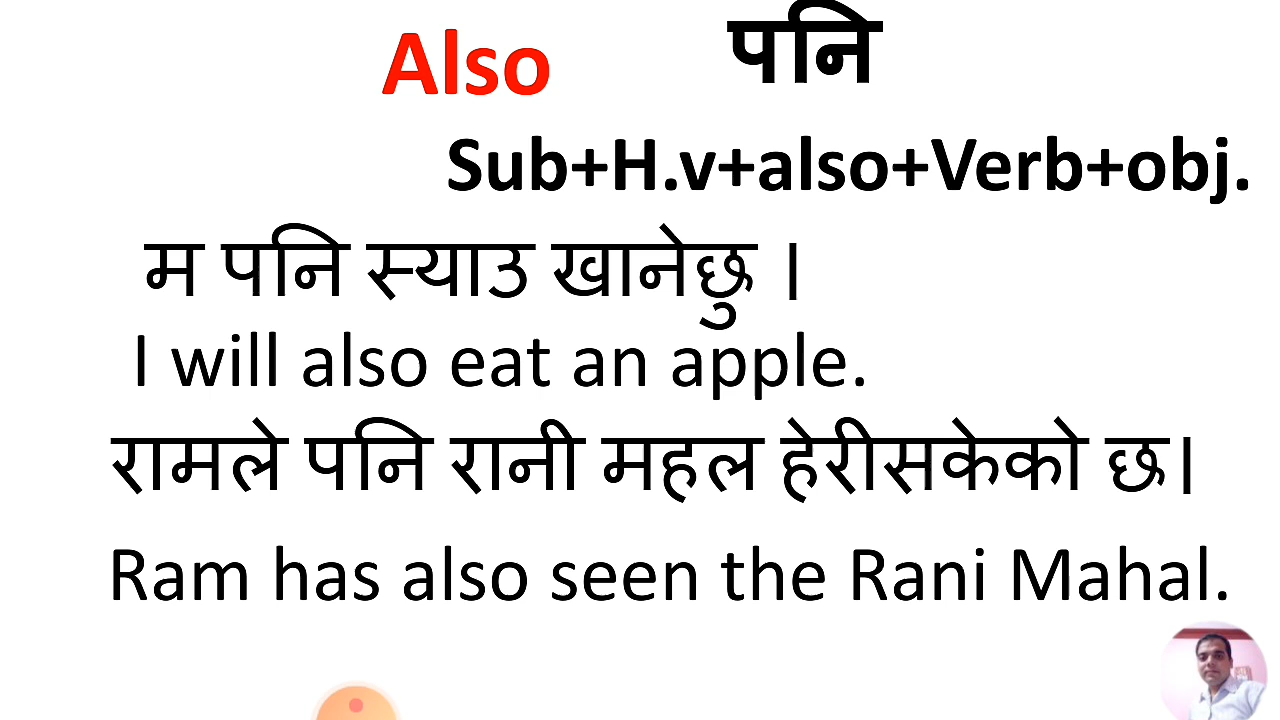 Also पनि
Sub+H.v+also+Verb+obj.
म पनि स्याउ खानेछु ।
I will also eat an apple.
रामले पनि रानी महल हेरीसकेको छ।
Ram has also seen the Rani Mahal.